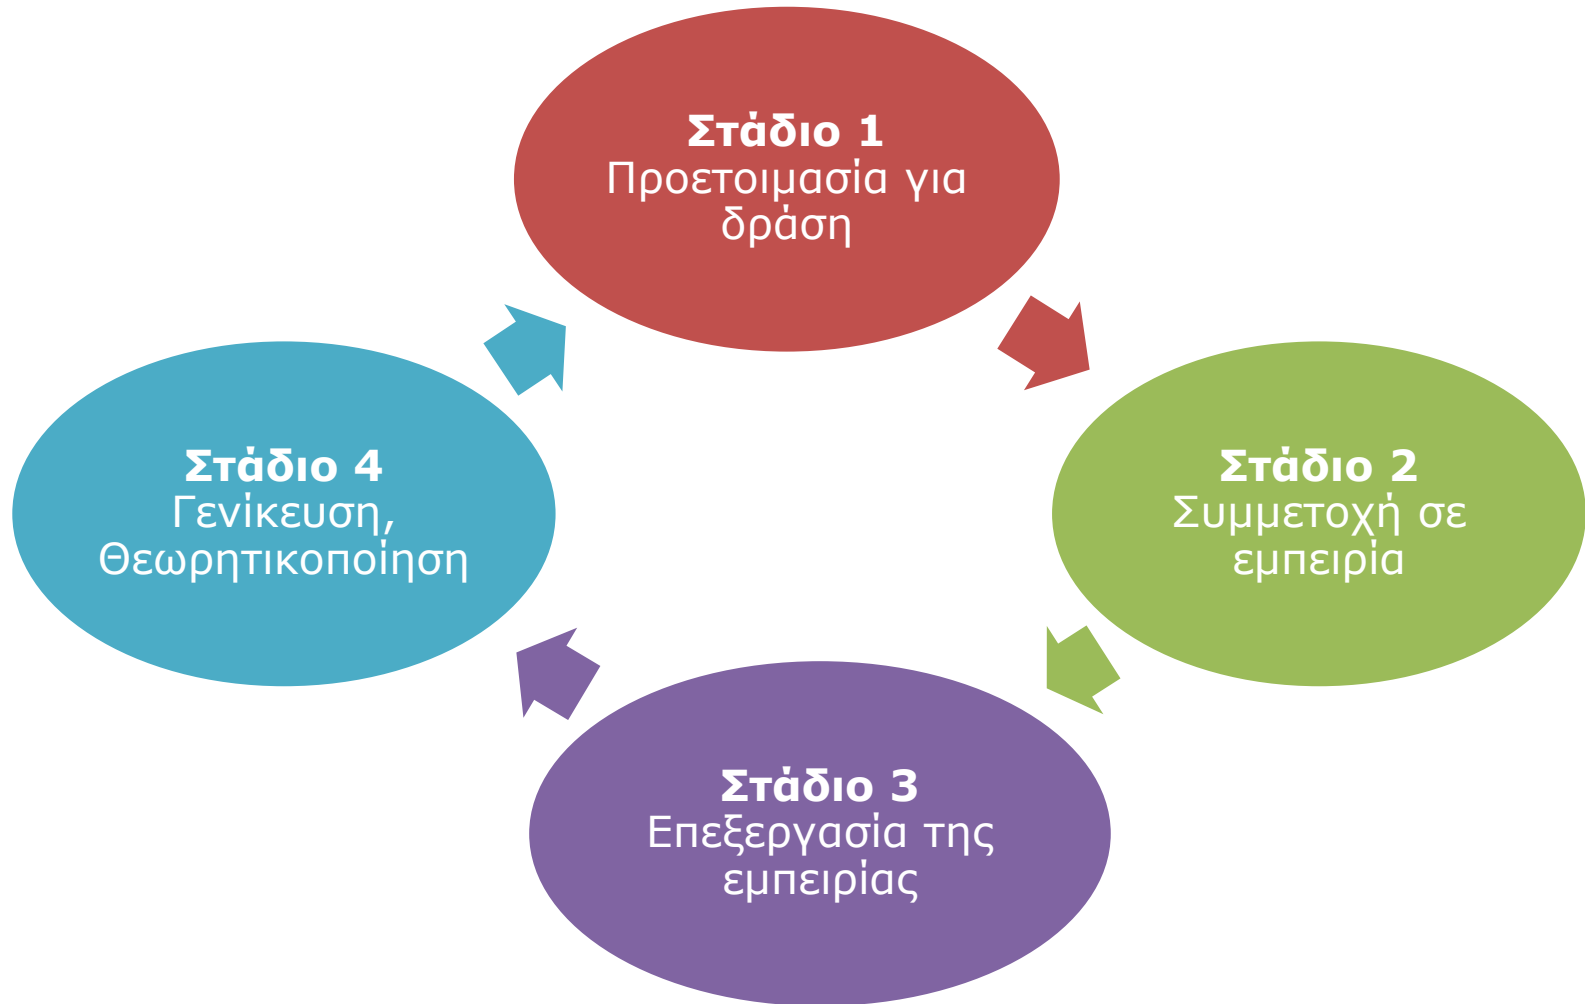 Στάδιο 1
Προετοιμασία για
δράση
Στάδιο 2
Συμμετοχή σε
εμπειρία
Στάδιο 3
Επεξεργασία της
εμπειρίας
Στάδιο 4
Γενίκευση,
Θεωρητικοποίηση